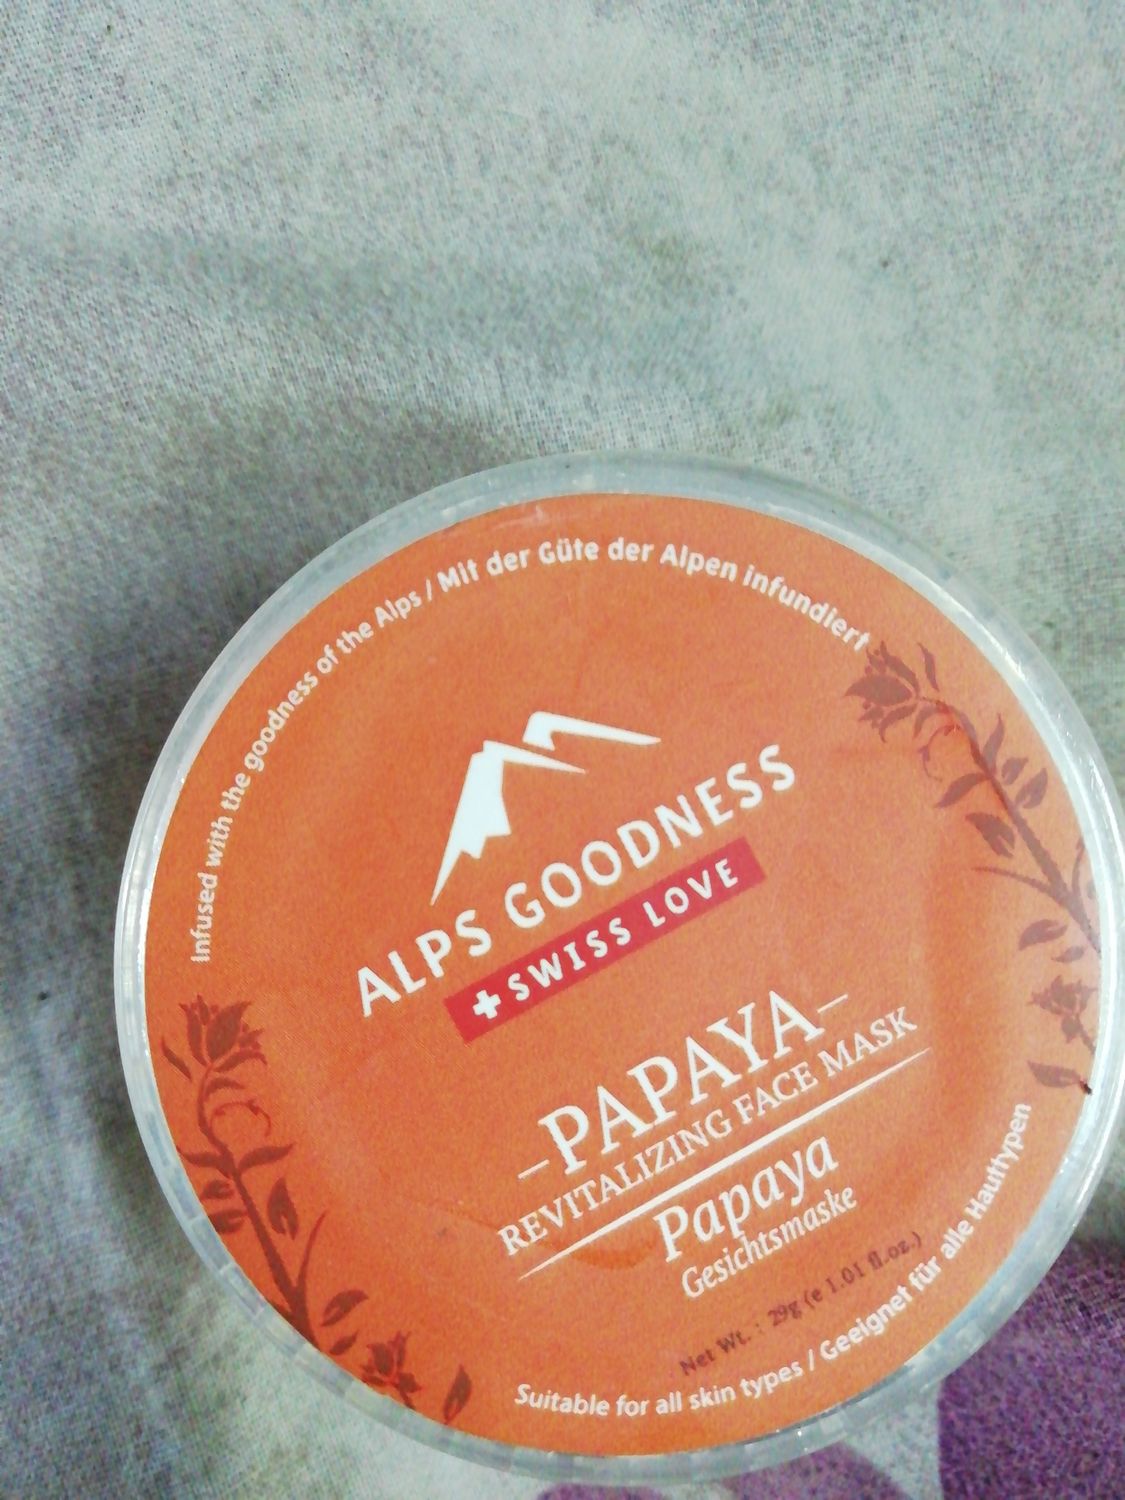 Infused with the goodness of the Alps / Mit der Güte der Alpen infundiert
ALPS GOODNESS
SWISS LOVE
PAPAYA
REVITALIZING FACE MASK
Papaya
Gesichtsmaske
Net Wt. : 29g (e 1.01 fl.oz.)
Suitable for all skin types / Geeignet für alle Hauttypen